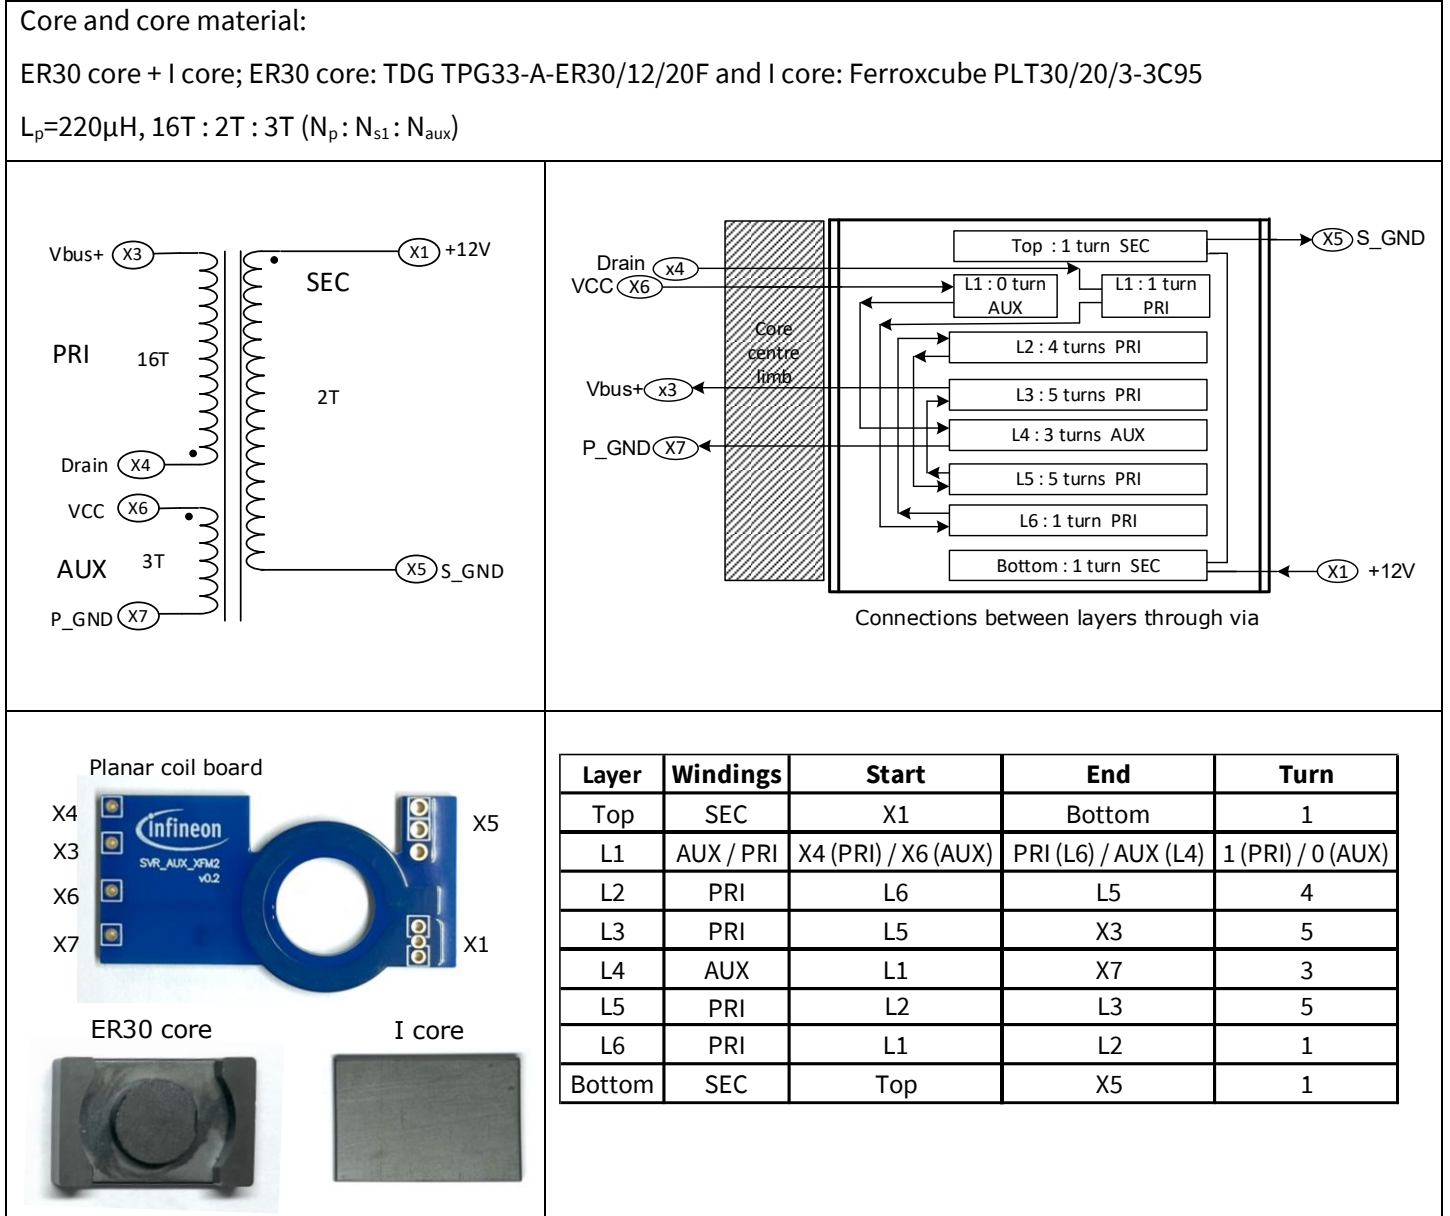 Core and core material:
ER30 core + I core; ER30 core: TDG TPG33-A-ER30/12/20F and I core: Ferroxcube PLT30/20/3-3C95
Lp=220µH, 16T : 2T : 3T (Np : Ns1 : Naux)
Vbus+ X3
X1 +12V
SEC
PRI 16T
2T
Drain X4
VCC X6
AUX 3T
X5 S_GND
P_GND X7
Top : 1 turn SEC
X5 S_GND
Drain x4
VCC X6
L1 : 0 turn
AUX
L1 : 1 turn
PRI
Core
centre
limb
L2 : 4 turns PRI
Vbus+ x3
L3 : 5 turns PRI
L4 : 3 turns AUX
P_GND X7
L5 : 5 turns PRI
L6 : 1 turn PRI
Bottom : 1 turn SEC
X1 +12V
Connections between layers through via
Planar coil board
X4
X3
X6
X7
infineon
SVR_AUX_XFM2
v0.2
X5
X1
ER30 core
I core
Layer Windings Start End Turn
Top SEC X1 Bottom 1
L1 AUX / PRI X4 (PRI) / X6 (AUX) PRI (L6) / AUX (L4) 1 (PRI) / 0 (AUX)
L2 PRI L6 L5 4
L3 PRI L5 X3 5
L4 AUX L1 X7 3
L5 PRI L2 L3 5
L6 PRI L1 L2 1
Bottom SEC Top X5 1